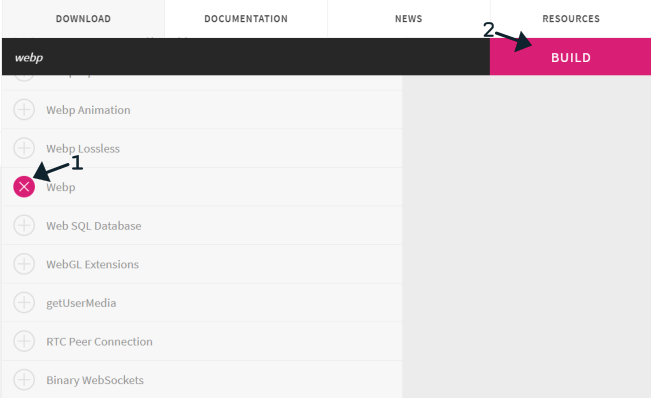 DOWNLOAD
DOCUMENTATION
NEWS
RESOURCES
2
webp
BUILD
Webp Animation
Webp Lossless
1
Webp
Web SQL Database
WebGL Extensions
getUserMedia
RTC Peer Connection
Binary WebSockets